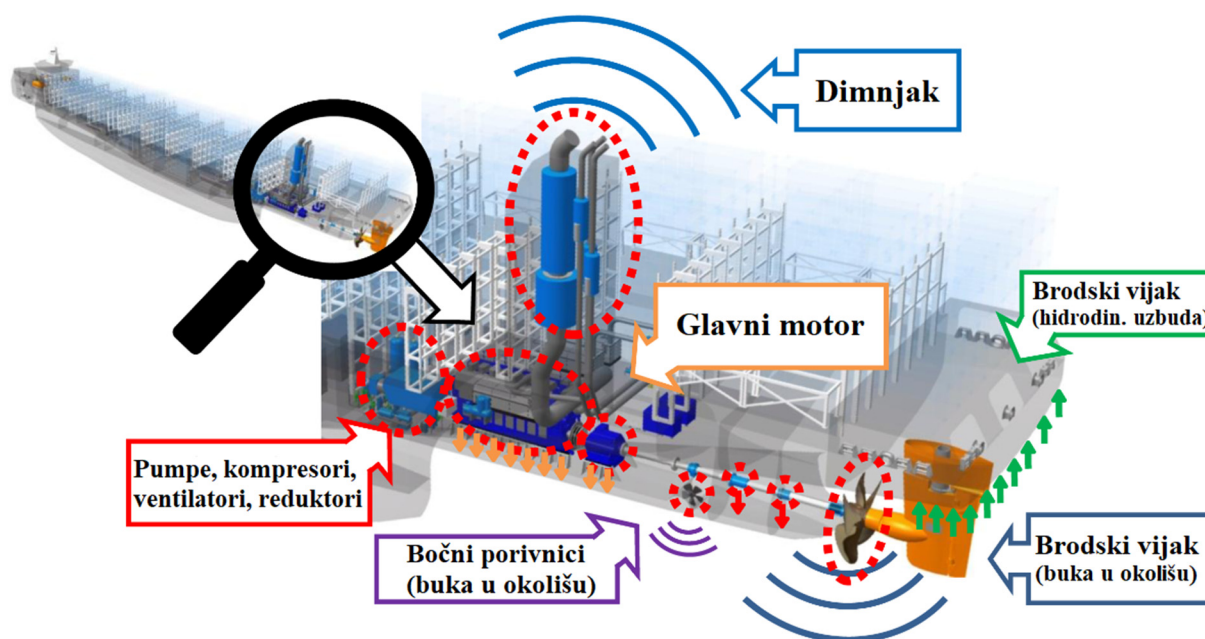 Dimnjak
Glavni motor
Brodski vijak
(hidrodin. uzbuda)
Pumpe, kompresori,
ventilatori, reduktori
Bočni porivnici
(buka u okolišu)
Brodski vijak
(buka u okolišu)